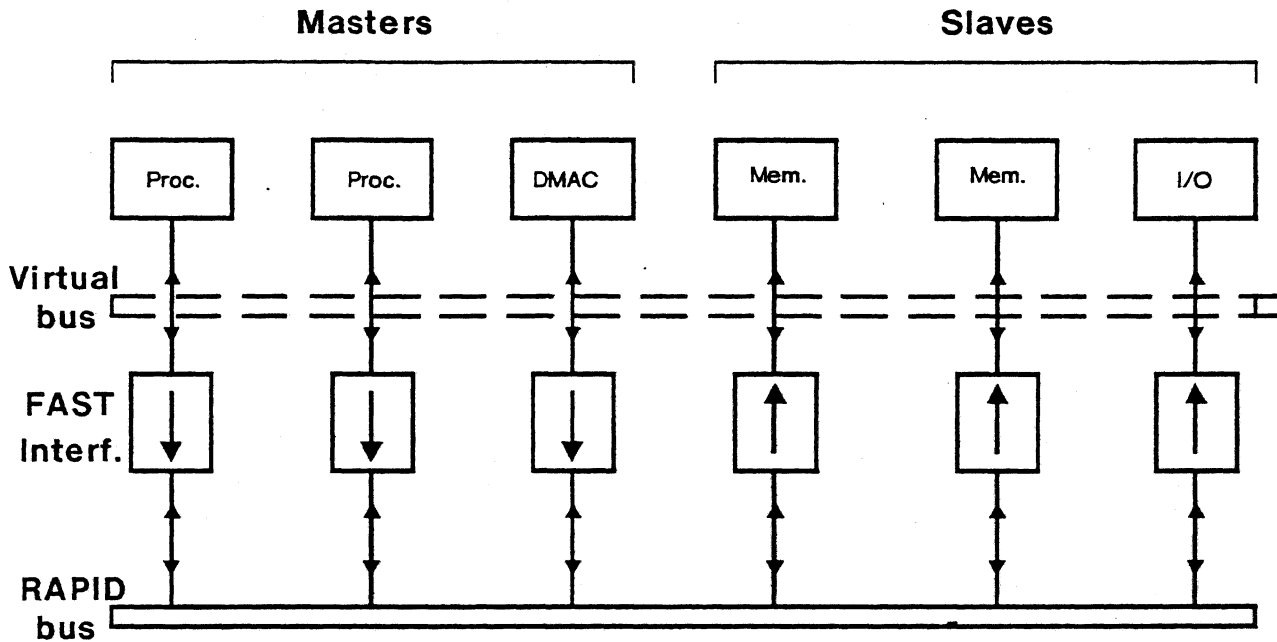 Masters Slaves
Proc. Proc. DMAC Mem. Mem. I/O
Virtual
bus
FAST
Interf.
RAPID
bus